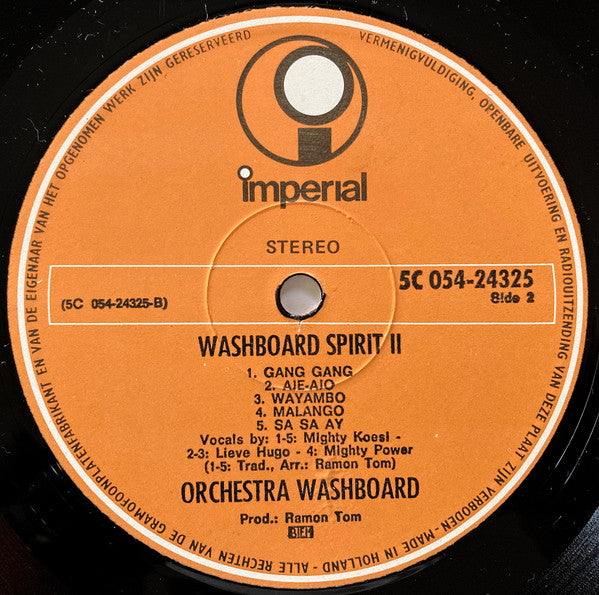 ALLE RECHTEN VAN DE GRAMOFOONPLATENFABRIKANT EN VAN DE EIGENAAR VAN HET OPGENOMEN WERK ZIJN GERESERVEERD
VERMENIGVULDIGING, OPENBARE UITVOERING EN RADIOUITZENDING VAN DEZE PLAAT ZIJN VERBODEN - MADE IN HOLLAND -
imperial
STEREO
5C 054-24325
(5C 054-24325-B)
Side 2
WASHBOARD SPIRIT II
1. GANG GANG
2. AJE-AJO
3. WAYAMBO
4. MALANGO
5. SA SA AY
Vocals by: 1-5: Mighty Koesi -
2-3: Lieve Hugo - 4: Mighty Power
(1-5: Trad., Arr.: Ramon Tom)
ORCHESTRA WASHBOARD
Prod.: Ramon Tom
STEMRA